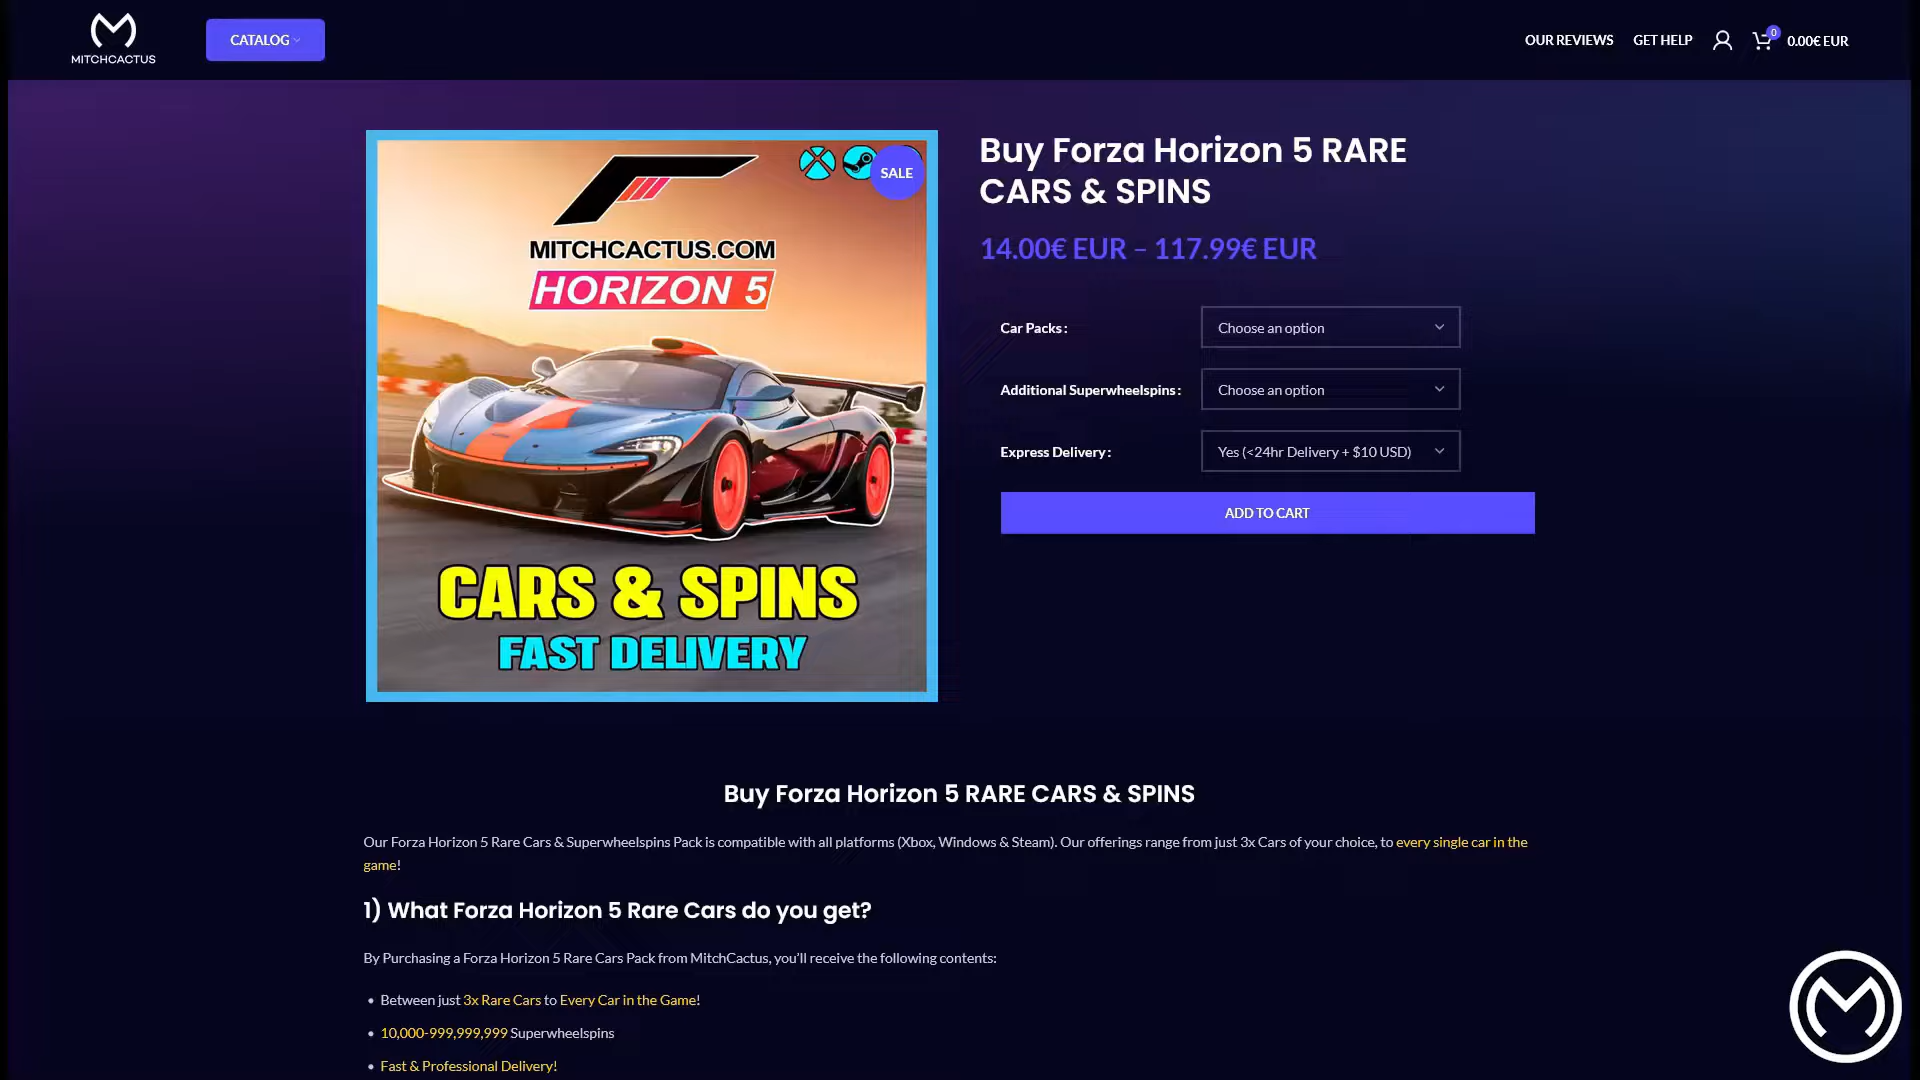 MITCHCACTUS
CATALOG
OUR REVIEWS
GET HELP
0
0.00€ EUR
SALE
MITCHCACTUS.COM
HORIZON 5
CARS & SPINS
FAST DELIVERY
Buy Forza Horizon 5 RARE
CARS & SPINS
14.00€ EUR – 117.99€ EUR
Car Packs :
Choose an option
Additional Superwheelspins :
Choose an option
Express Delivery :
Yes (<24hr Delivery + $10 USD)
ADD TO CART
Buy Forza Horizon 5 RARE CARS & SPINS
Our Forza Horizon 5 Rare Cars & Superwheelspins Pack is compatible with all platforms (Xbox, Windows & Steam). Our offerings range from just 3x Cars of your choice, to every single car in the
game!
1) What Forza Horizon 5 Rare Cars do you get?
By Purchasing a Forza Horizon 5 Rare Cars Pack from MitchCactus, you'll receive the following contents:
• Between just 3x Rare Cars to Every Car in the Game!
• 10,000-999,999,999 Superwheelspins
• Fast & Professional Delivery!